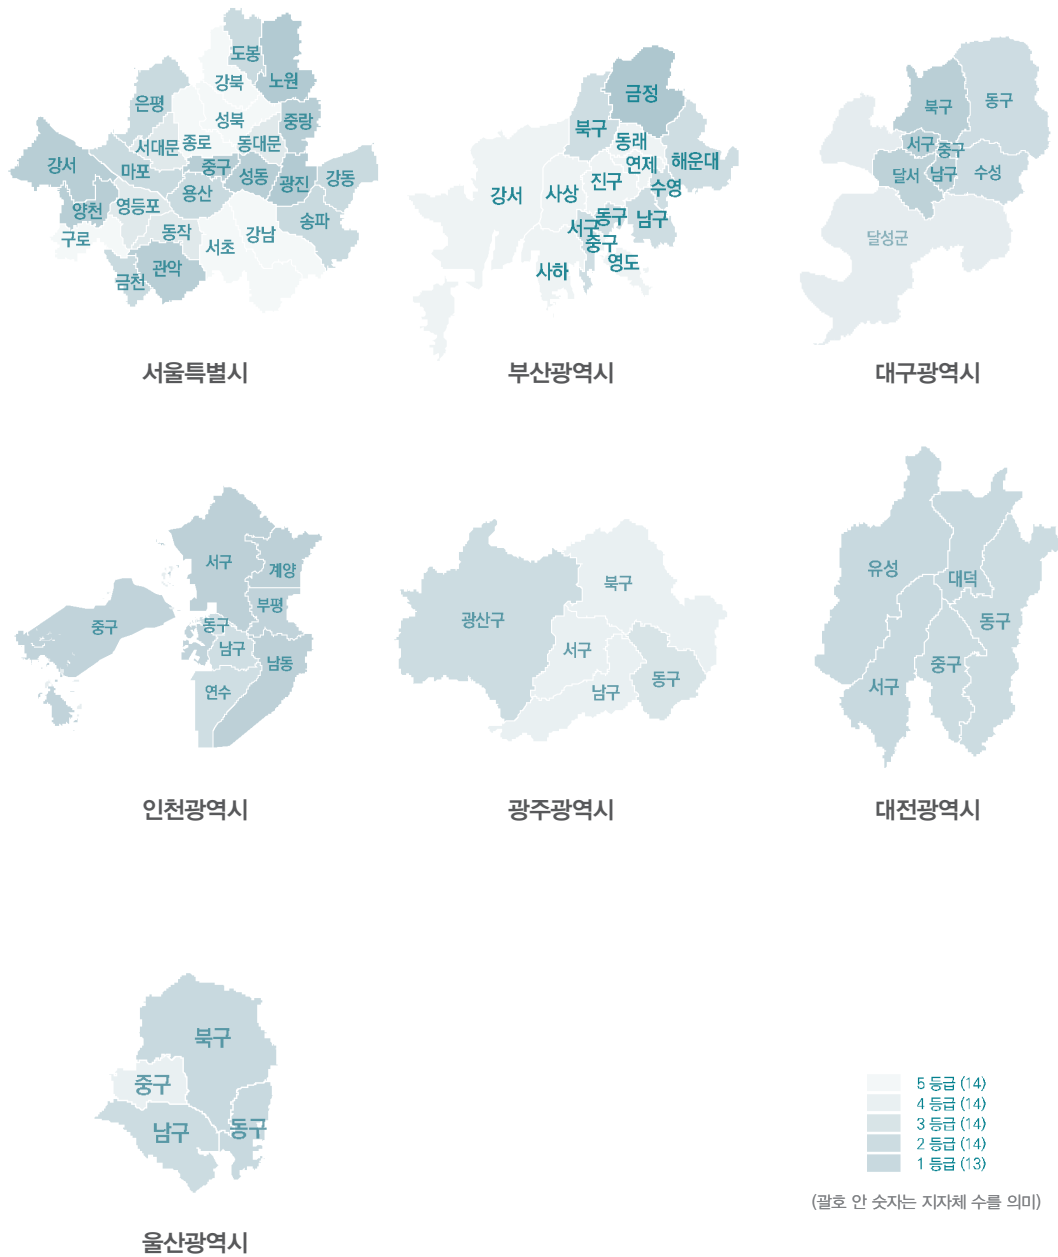 도봉
강북
노원
은평
성북
중랑
서대문
종로
동대문
강서
마포
중구
성동
광진
강동
양천
영등포
용산
구로
동작
서초
강남
송파
금천
관악
서울특별시
금정
북구
동래
연제
해운대
강서
사상
진구
수영
동구
남구
서구
중구
영도
사하
부산광역시
북구
동구
서구
중구
달서
남구
수성
달성군
대구광역시
서구
계양
중구
부평
동구
남구
남동
연수
인천광역시
북구
광산구
서구
남구
동구
광주광역시
유성
대덕
동구
중구
서구
대전광역시
북구
중구
남구
동구
울산광역시
5 등급 (14)
4 등급 (14)
3 등급 (14)
2 등급 (14)
1 등급 (13)
(괄호 안 숫자는 지자체 수를 의미)